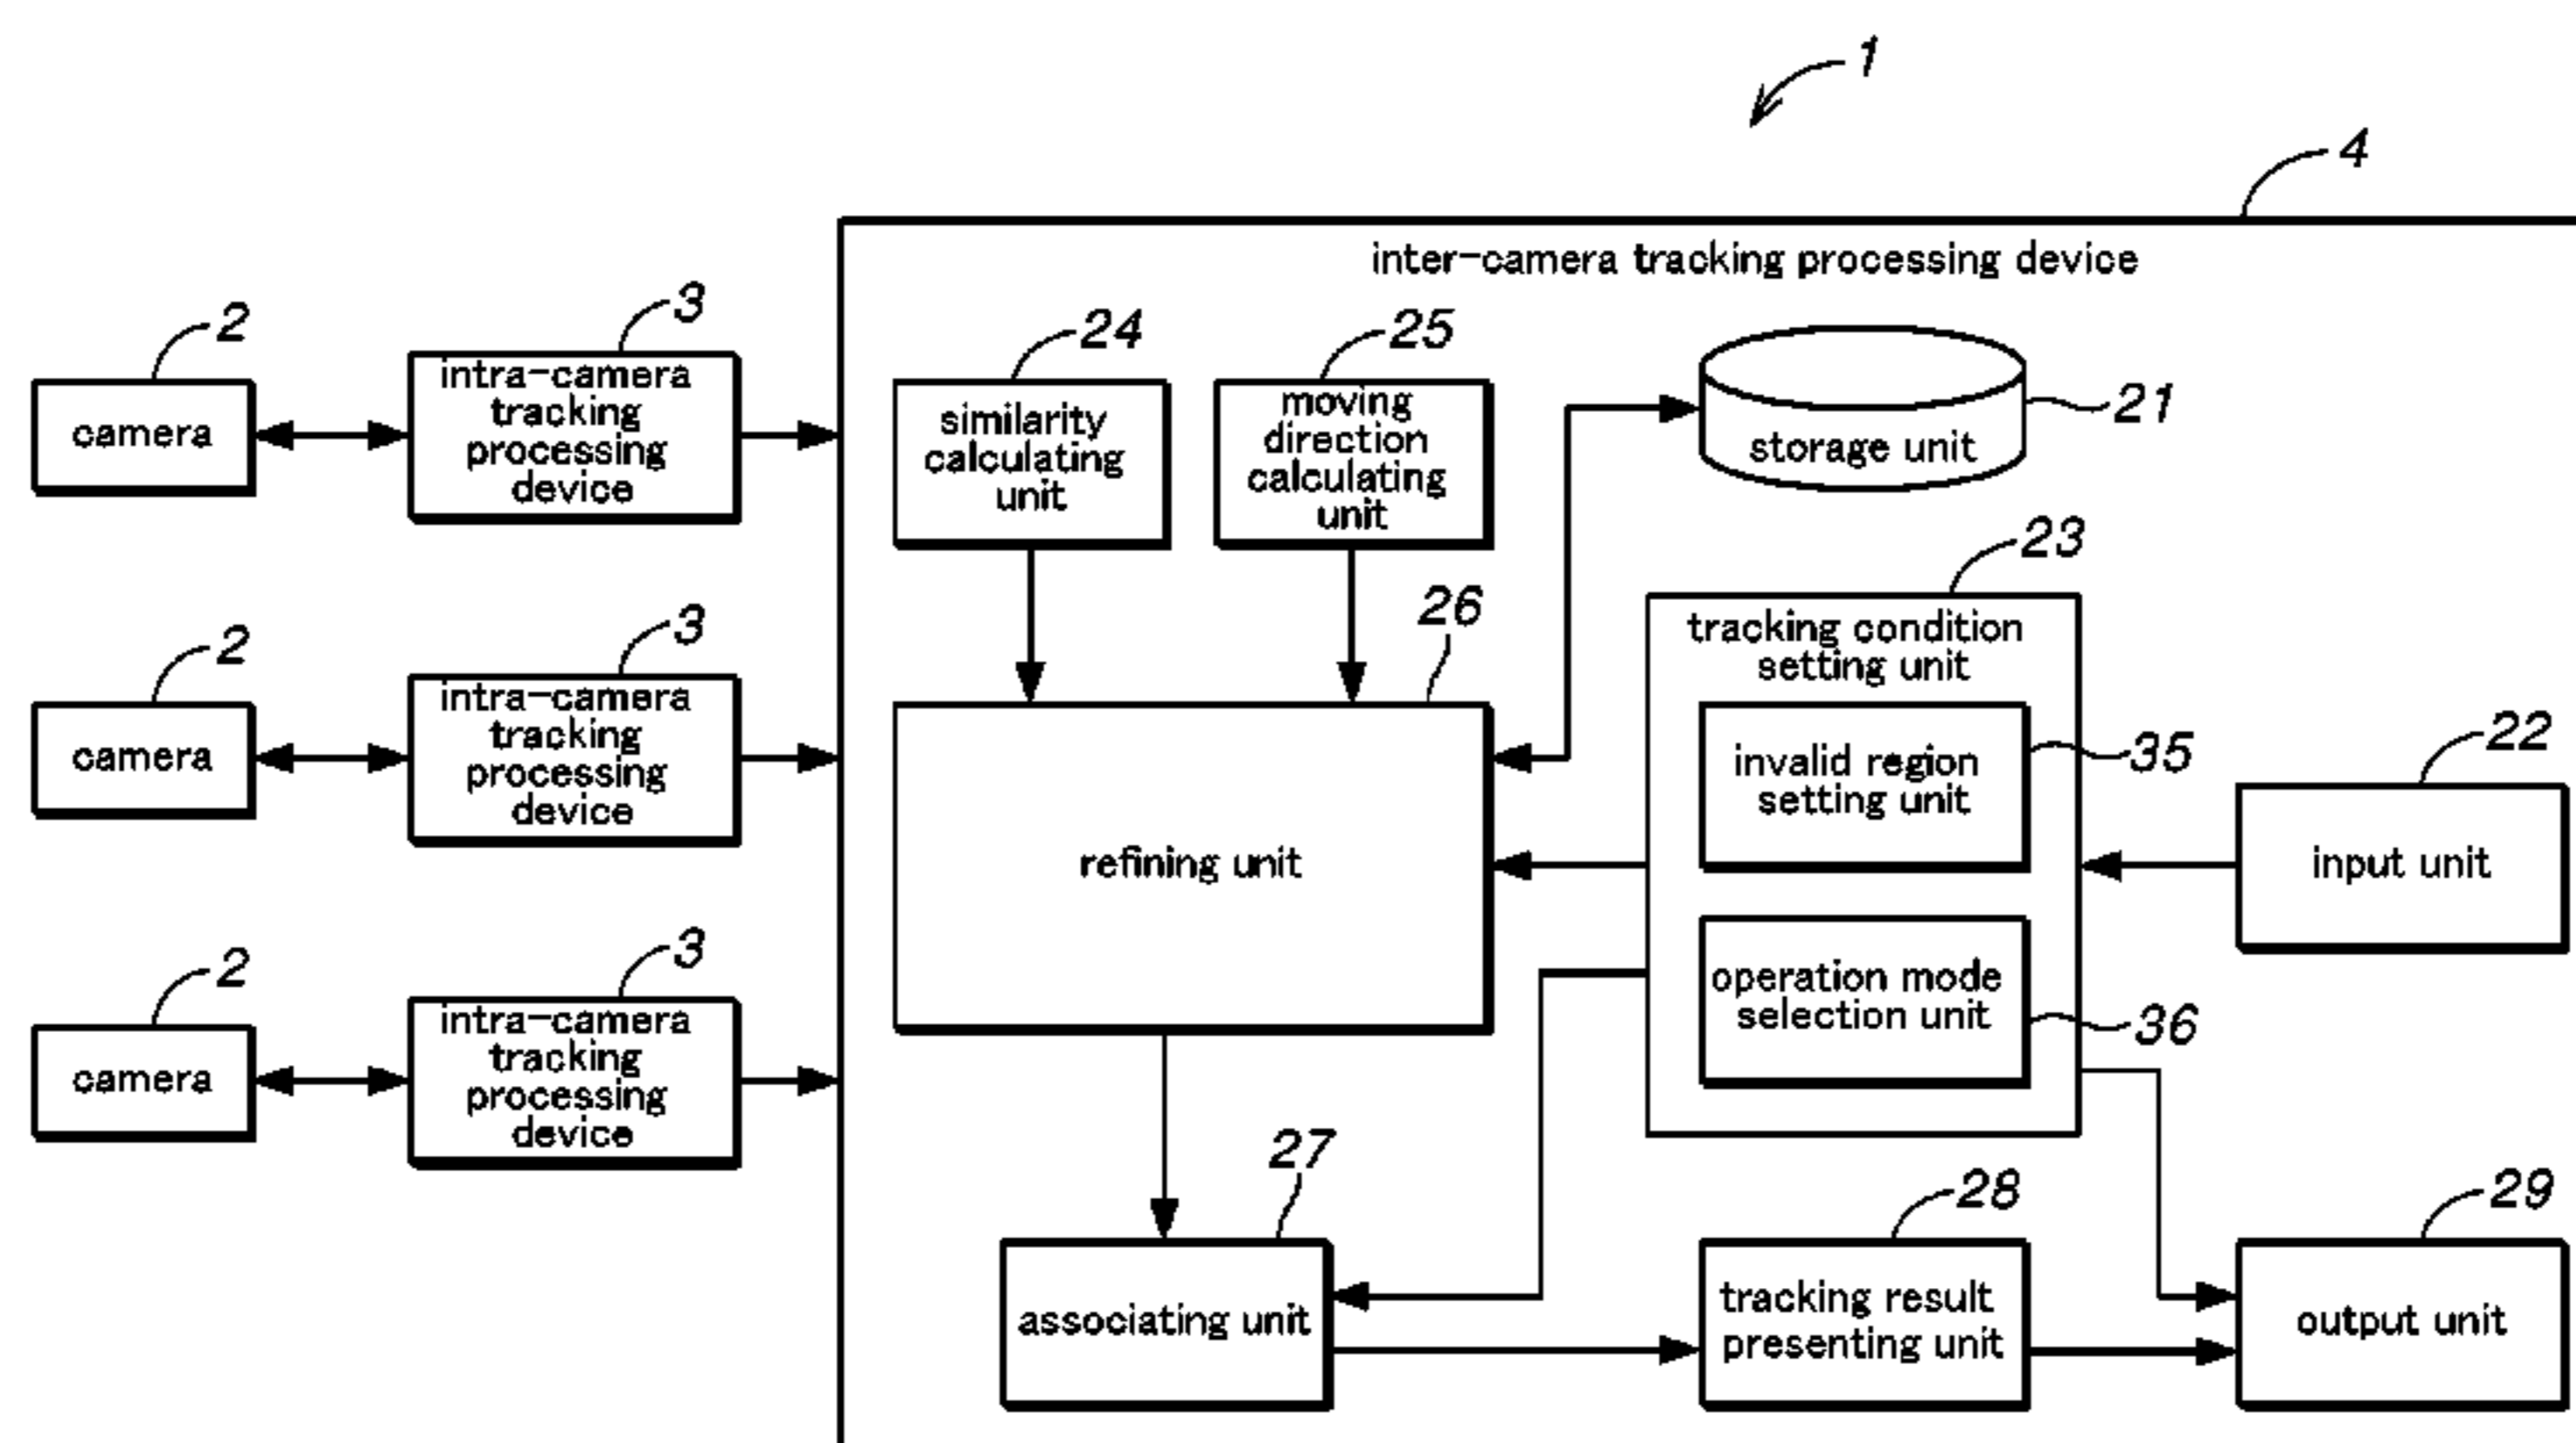 1
4
inter-camera tracking processing device
2
camera
3
intra-camera
tracking
processing
device
24
similarity
calculating
unit
25
moving
direction
calculating
unit
storage unit
21
2
camera
3
intra-camera
tracking
processing
device
26
refining unit
23
tracking condition
setting unit
invalid region
setting unit
35
operation mode
selection unit
36
22
input unit
2
camera
3
intra-camera
tracking
processing
device
27
associating unit
28
tracking result
presenting unit
29
output unit